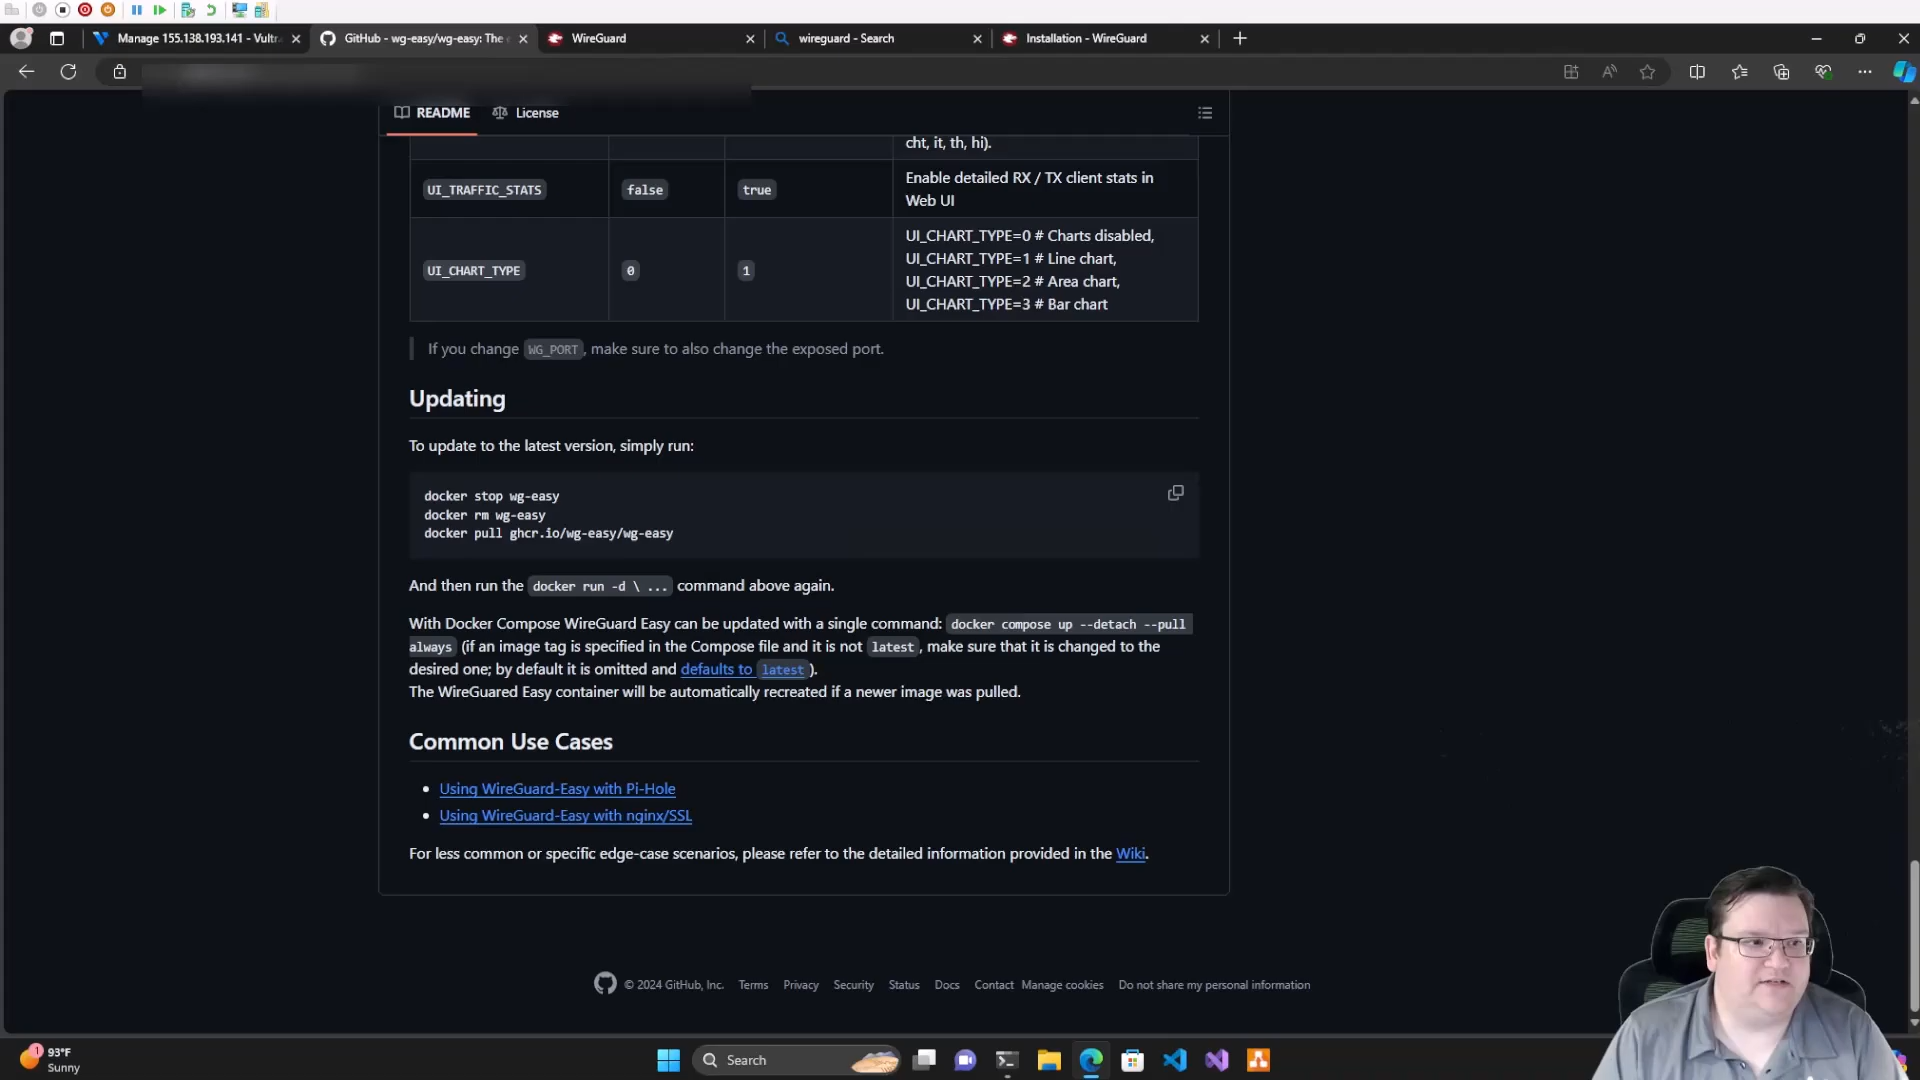 Manage 155.138.193.141 - Vultr
GitHub - wg-easy/wg-easy: The e
WireGuard
wireguard - Search
Installation - WireGuard
README
License
cht, it, th, hi).
UI_TRAFFIC_STATS
false
true
Enable detailed RX / TX client stats in
Web UI
UI_CHART_TYPE
0
1
UI_CHART_TYPE=0 # Charts disabled,
UI_CHART_TYPE=1 # Line chart,
UI_CHART_TYPE=2 # Area chart,
UI_CHART_TYPE=3 # Bar chart
If you change WG_PORT, make sure to also change the exposed port.
Updating
To update to the latest version, simply run:
docker stop wg-easy
docker rm wg-easy
docker pull ghcr.io/wg-easy/wg-easy
And then run the docker run -d \ ... command above again.
With Docker Compose WireGuard Easy can be updated with a single command: docker compose up --detach --pull
always (if an image tag is specified in the Compose file and it is not latest, make sure that it is changed to the
desired one; by default it is omitted and defaults to latest).
The WireGuared Easy container will be automatically recreated if a newer image was pulled.
Common Use Cases
Using WireGuard-Easy with Pi-Hole
Using WireGuard-Easy with nginx/SSL
For less common or specific edge-case scenarios, please refer to the detailed information provided in the Wiki.
© 2024 GitHub, Inc. Terms Privacy Security Status Docs Contact Manage cookies Do not share my personal information
1
93°F
Sunny
Search